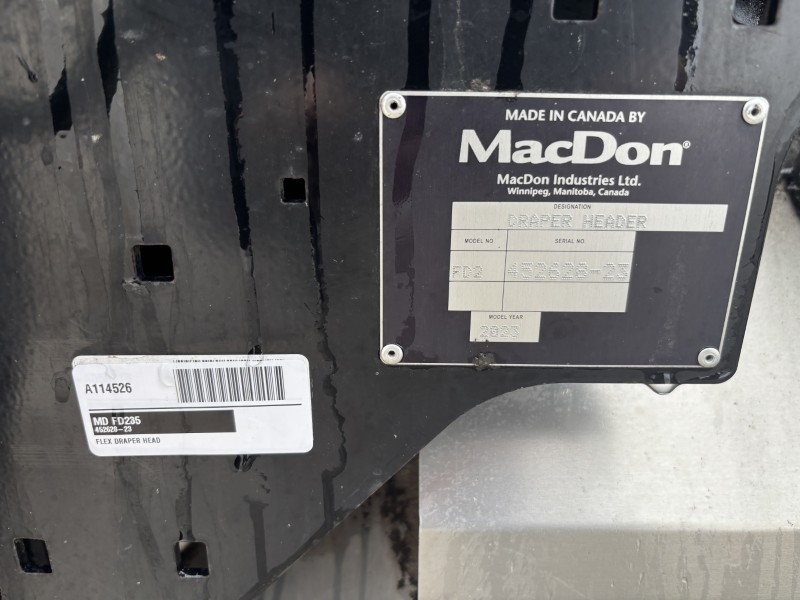 MADE IN CANADA BY
MacDon®
MacDon Industries Ltd.
Winnipeg, Manitoba, Canada
DESIGNATION
DRAPER HEADER
MODEL NO. SERIAL NO.
FD2 452628-23
MODEL YEAR
2023
A114526
MD FD235
452628-23
FLEX DRAPER HEAD